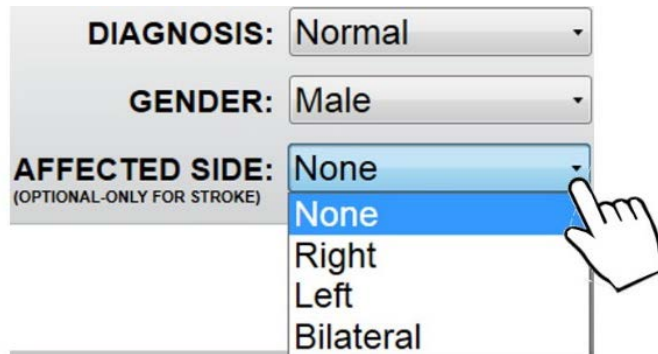 DIAGNOSIS: Normal
GENDER: Male
AFFECTED SIDE: None
(OPTIONAL-ONLY FOR STROKE)
None
Right
Left
Bilateral